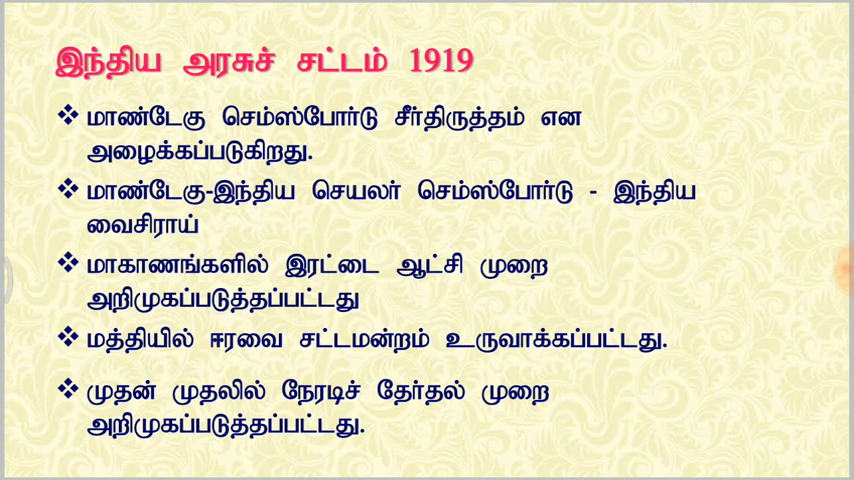 இந்திய அரசுச் சட்டம் 1919
❖ மாண்டேகு செம்ஸ்போர்டு சீர்திருத்தம் என
அழைக்கப்படுகிறது.
❖ மாண்டேகு-இந்திய செயலர் செம்ஸ்போர்டு - இந்திய
வைசிராய்
❖ மாகாணங்களில் இரட்டை ஆட்சி முறை
அறிமுகப்படுத்தப்பட்டது
❖ மத்தியில் ஈரவை சட்டமன்றம் உருவாக்கப்பட்டது.
❖ முதன் முதலில் நேரடிச் தேர்தல் முறை
அறிமுகப்படுத்தப்பட்டது.